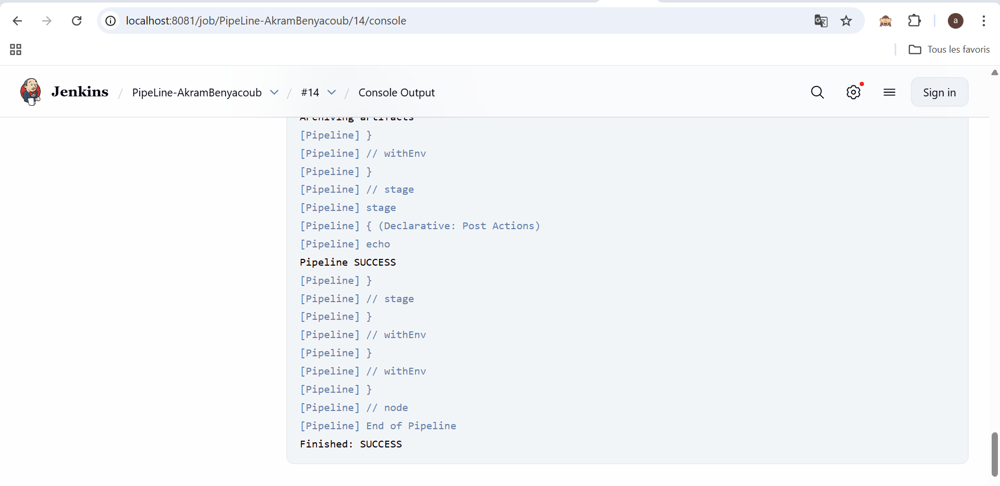 localhost:8081/job/PipeLine-AkramBenyacoub/14/console
a
Tous les favoris
Jenkins / PipeLine-AkramBenyacoub / #14 / Console Output
Sign in
Archiving artifacts
[Pipeline] }
[Pipeline] // withEnv
[Pipeline] }
[Pipeline] // stage
[Pipeline] stage
[Pipeline] { (Declarative: Post Actions)
[Pipeline] echo
Pipeline SUCCESS
[Pipeline] }
[Pipeline] // stage
[Pipeline] }
[Pipeline] // withEnv
[Pipeline] }
[Pipeline] // withEnv
[Pipeline] }
[Pipeline] // node
[Pipeline] End of Pipeline
Finished: SUCCESS